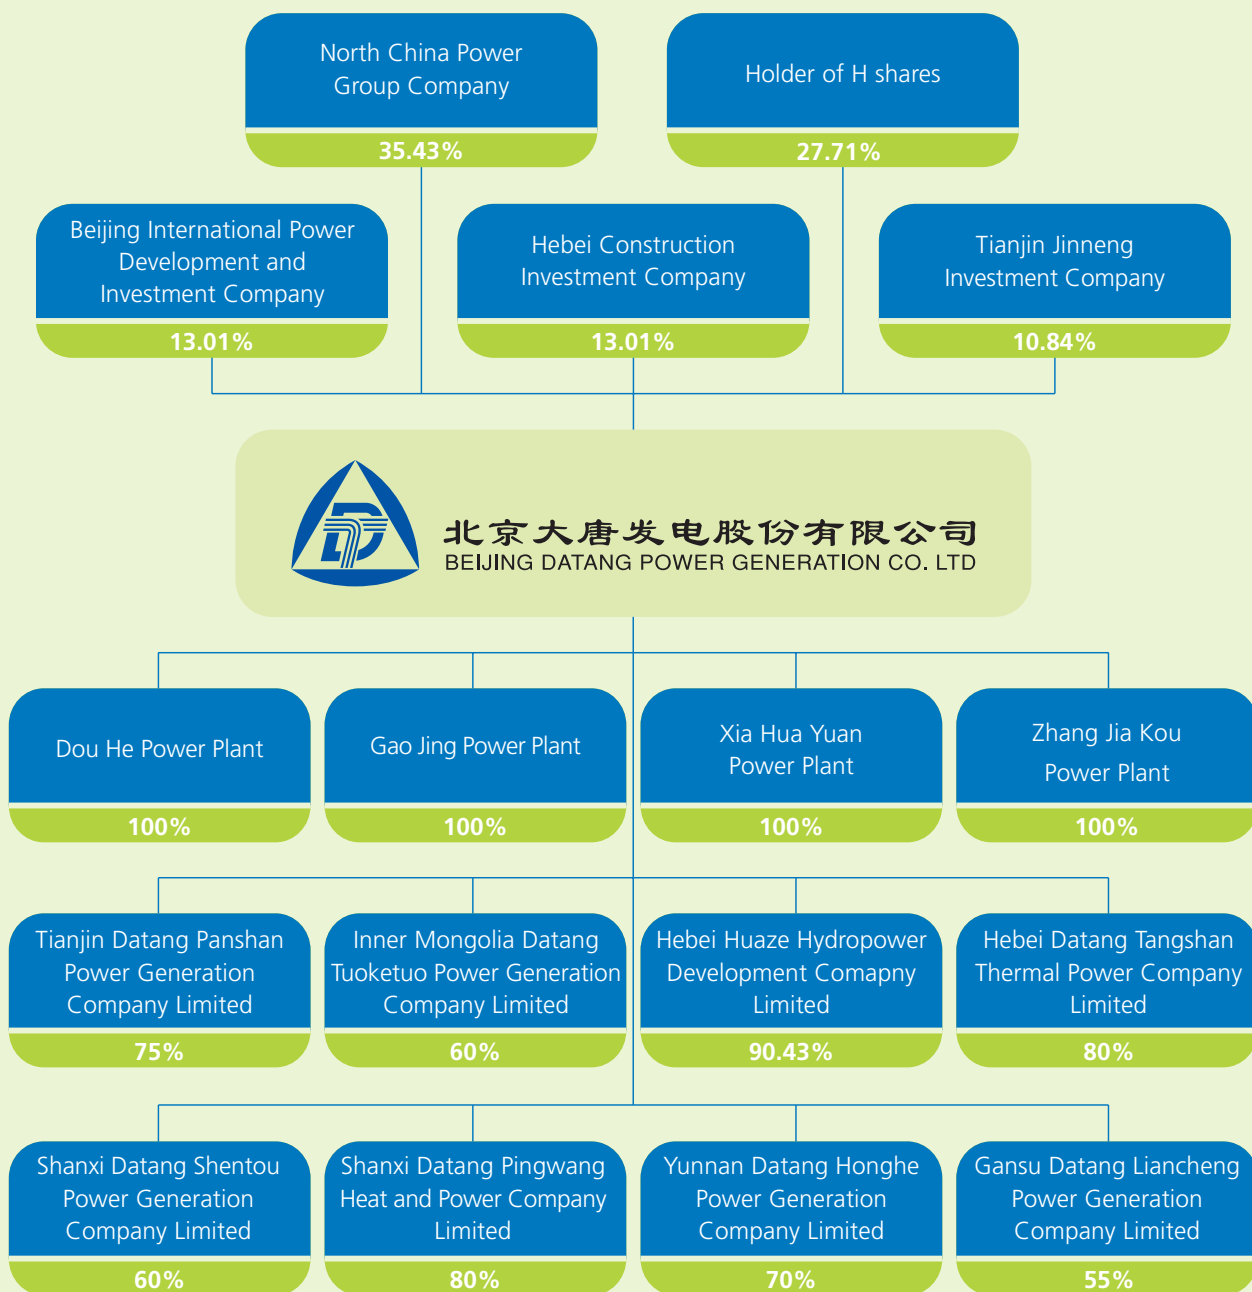 North China Power
Group Company
35.43%
Holder of H shares
27.71%
Beijing International Power
Development and
Investment Company
13.01%
Hebei Construction
Investment Company
13.01%
Tianjin Jinneng
Investment Company
10.84%
北京大唐发电股份有限公司
BEIJING DATANG POWER GENERATION CO. LTD
Dou He Power Plant
100%
Gao Jing Power Plant
100%
Xia Hua Yuan
Power Plant
100%
Zhang Jia Kou
Power Plant
100%
Tianjin Datang Panshan
Power Generation
Company Limited
75%
Inner Mongolia Datang
Tuoketuo Power Generation
Company Limited
60%
Hebei Huaze Hydropower
Development Comapny
Limited
90.43%
Hebei Datang Tangshan
Thermal Power Company
Limited
80%
Shanxi Datang Shentou
Power Generation
Company Limited
60%
Shanxi Datang Pingwang
Heat and Power Company
Limited
80%
Yunnan Datang Honghe
Power Generation
Company Limited
70%
Gansu Datang Liancheng
Power Generation
Company Limited
55%